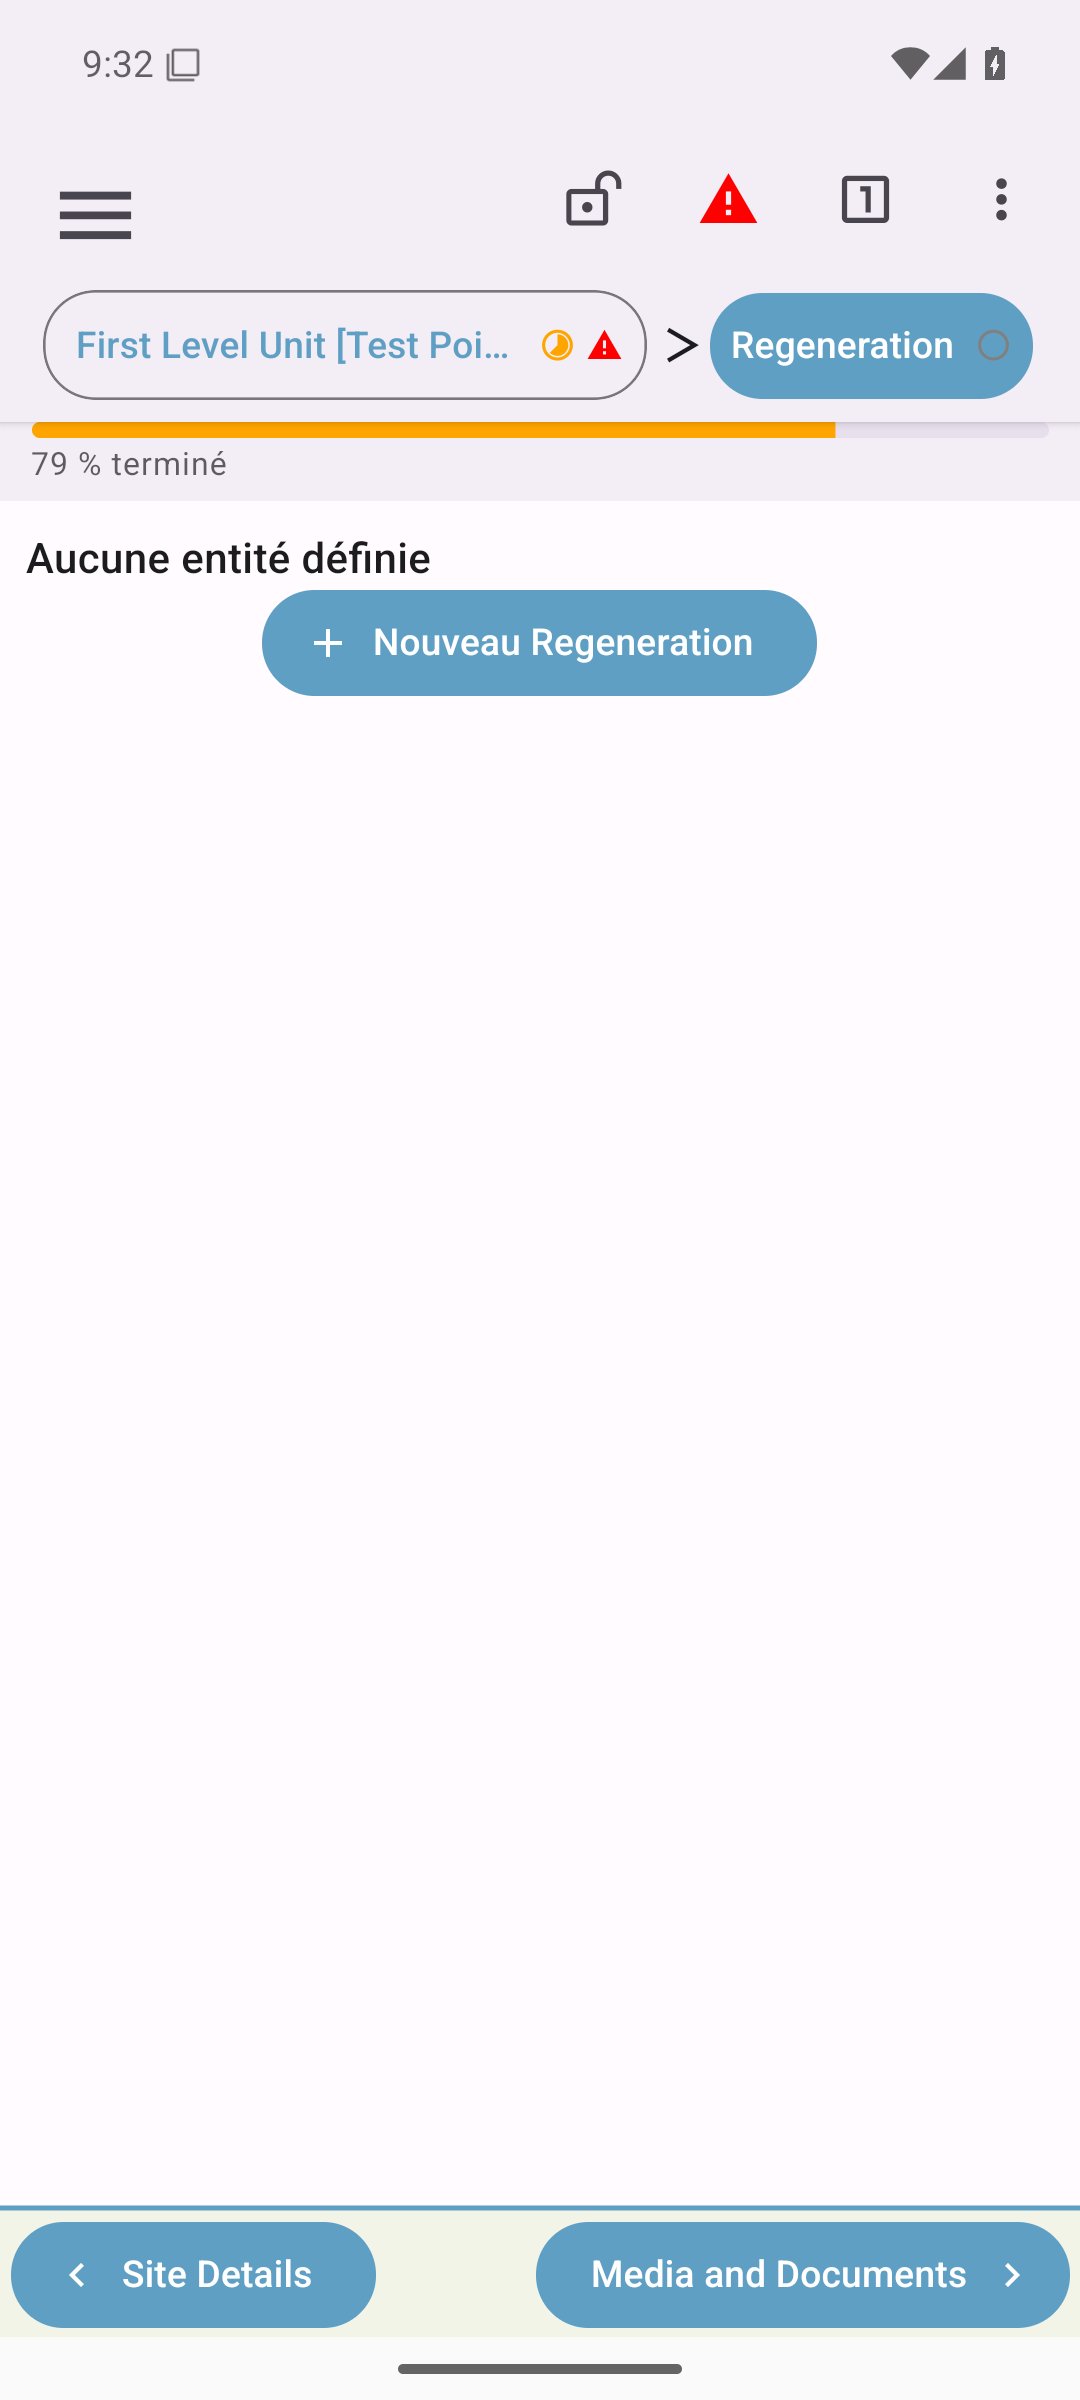 9:32
1
First Level Unit [Test Poi... > Regeneration
79 % terminé
Aucune entité définie
+ Nouveau Regeneration
Site Details
Media and Documents